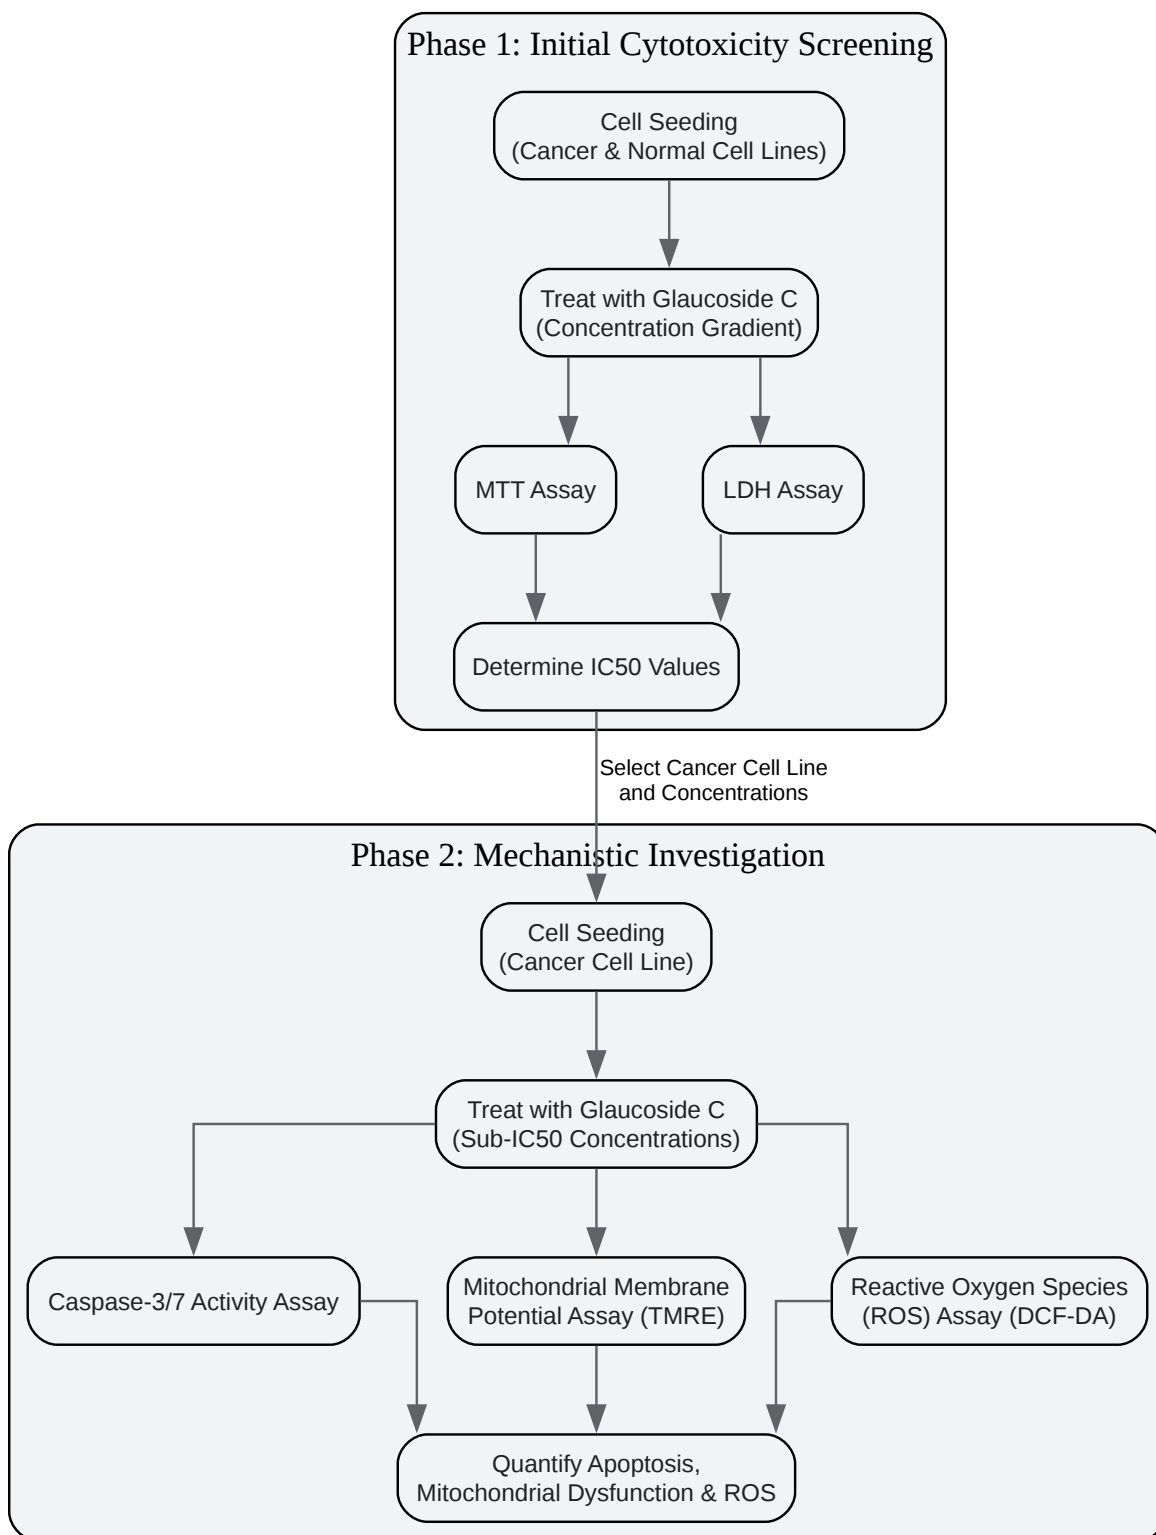 Phase 1: Initial Cytotoxicity Screening
Cell Seeding
(Cancer & Normal Cell Lines)
Treat with Glaucoside C
(Concentration Gradient)
MTT Assay
LDH Assay
Determine IC50 Values
Select Cancer Cell Line
and Concentrations
Phase 2: Mechanistic Investigation
Cell Seeding
(Cancer Cell Line)
Treat with Glaucoside C
(Sub-IC50 Concentrations)
Caspase-3/7 Activity Assay
Mitochondrial Membrane
Potential Assay (TMRE)
Reactive Oxygen Species
(ROS) Assay (DCF-DA)
Quantify Apoptosis,
Mitochondrial Dysfunction & ROS